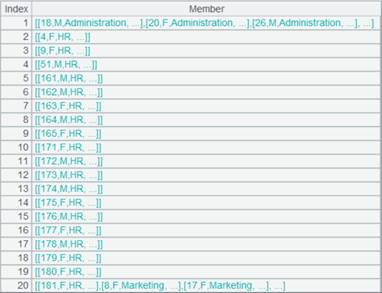 Index Member
1 [[18,M,Administration, ...],[20,F,Administration, ...],[26,M,Administration, ...], ...]
2 [[4,F,HR, ...]]
3 [[9,F,HR, ...]]
4 [[51,M,HR, ...]]
5 [[161,M,HR, ...]]
6 [[162,M,HR, ...]]
7 [[163,F,HR, ...]]
8 [[164,M,HR, ...]]
9 [[165,F,HR, ...]]
10 [[171,F,HR, ...]]
11 [[172,M,HR, ...]]
12 [[173,M,HR, ...]]
13 [[174,M,HR, ...]]
14 [[175,F,HR, ...]]
15 [[176,M,HR, ...]]
16 [[177,F,HR, ...]]
17 [[178,M,HR, ...]]
18 [[179,F,HR, ...]]
19 [[180,F,HR, ...]]
20 [[181,F,HR, ...],[8,F,Marketing, ...],[17,F,Marketing, ...], ...]